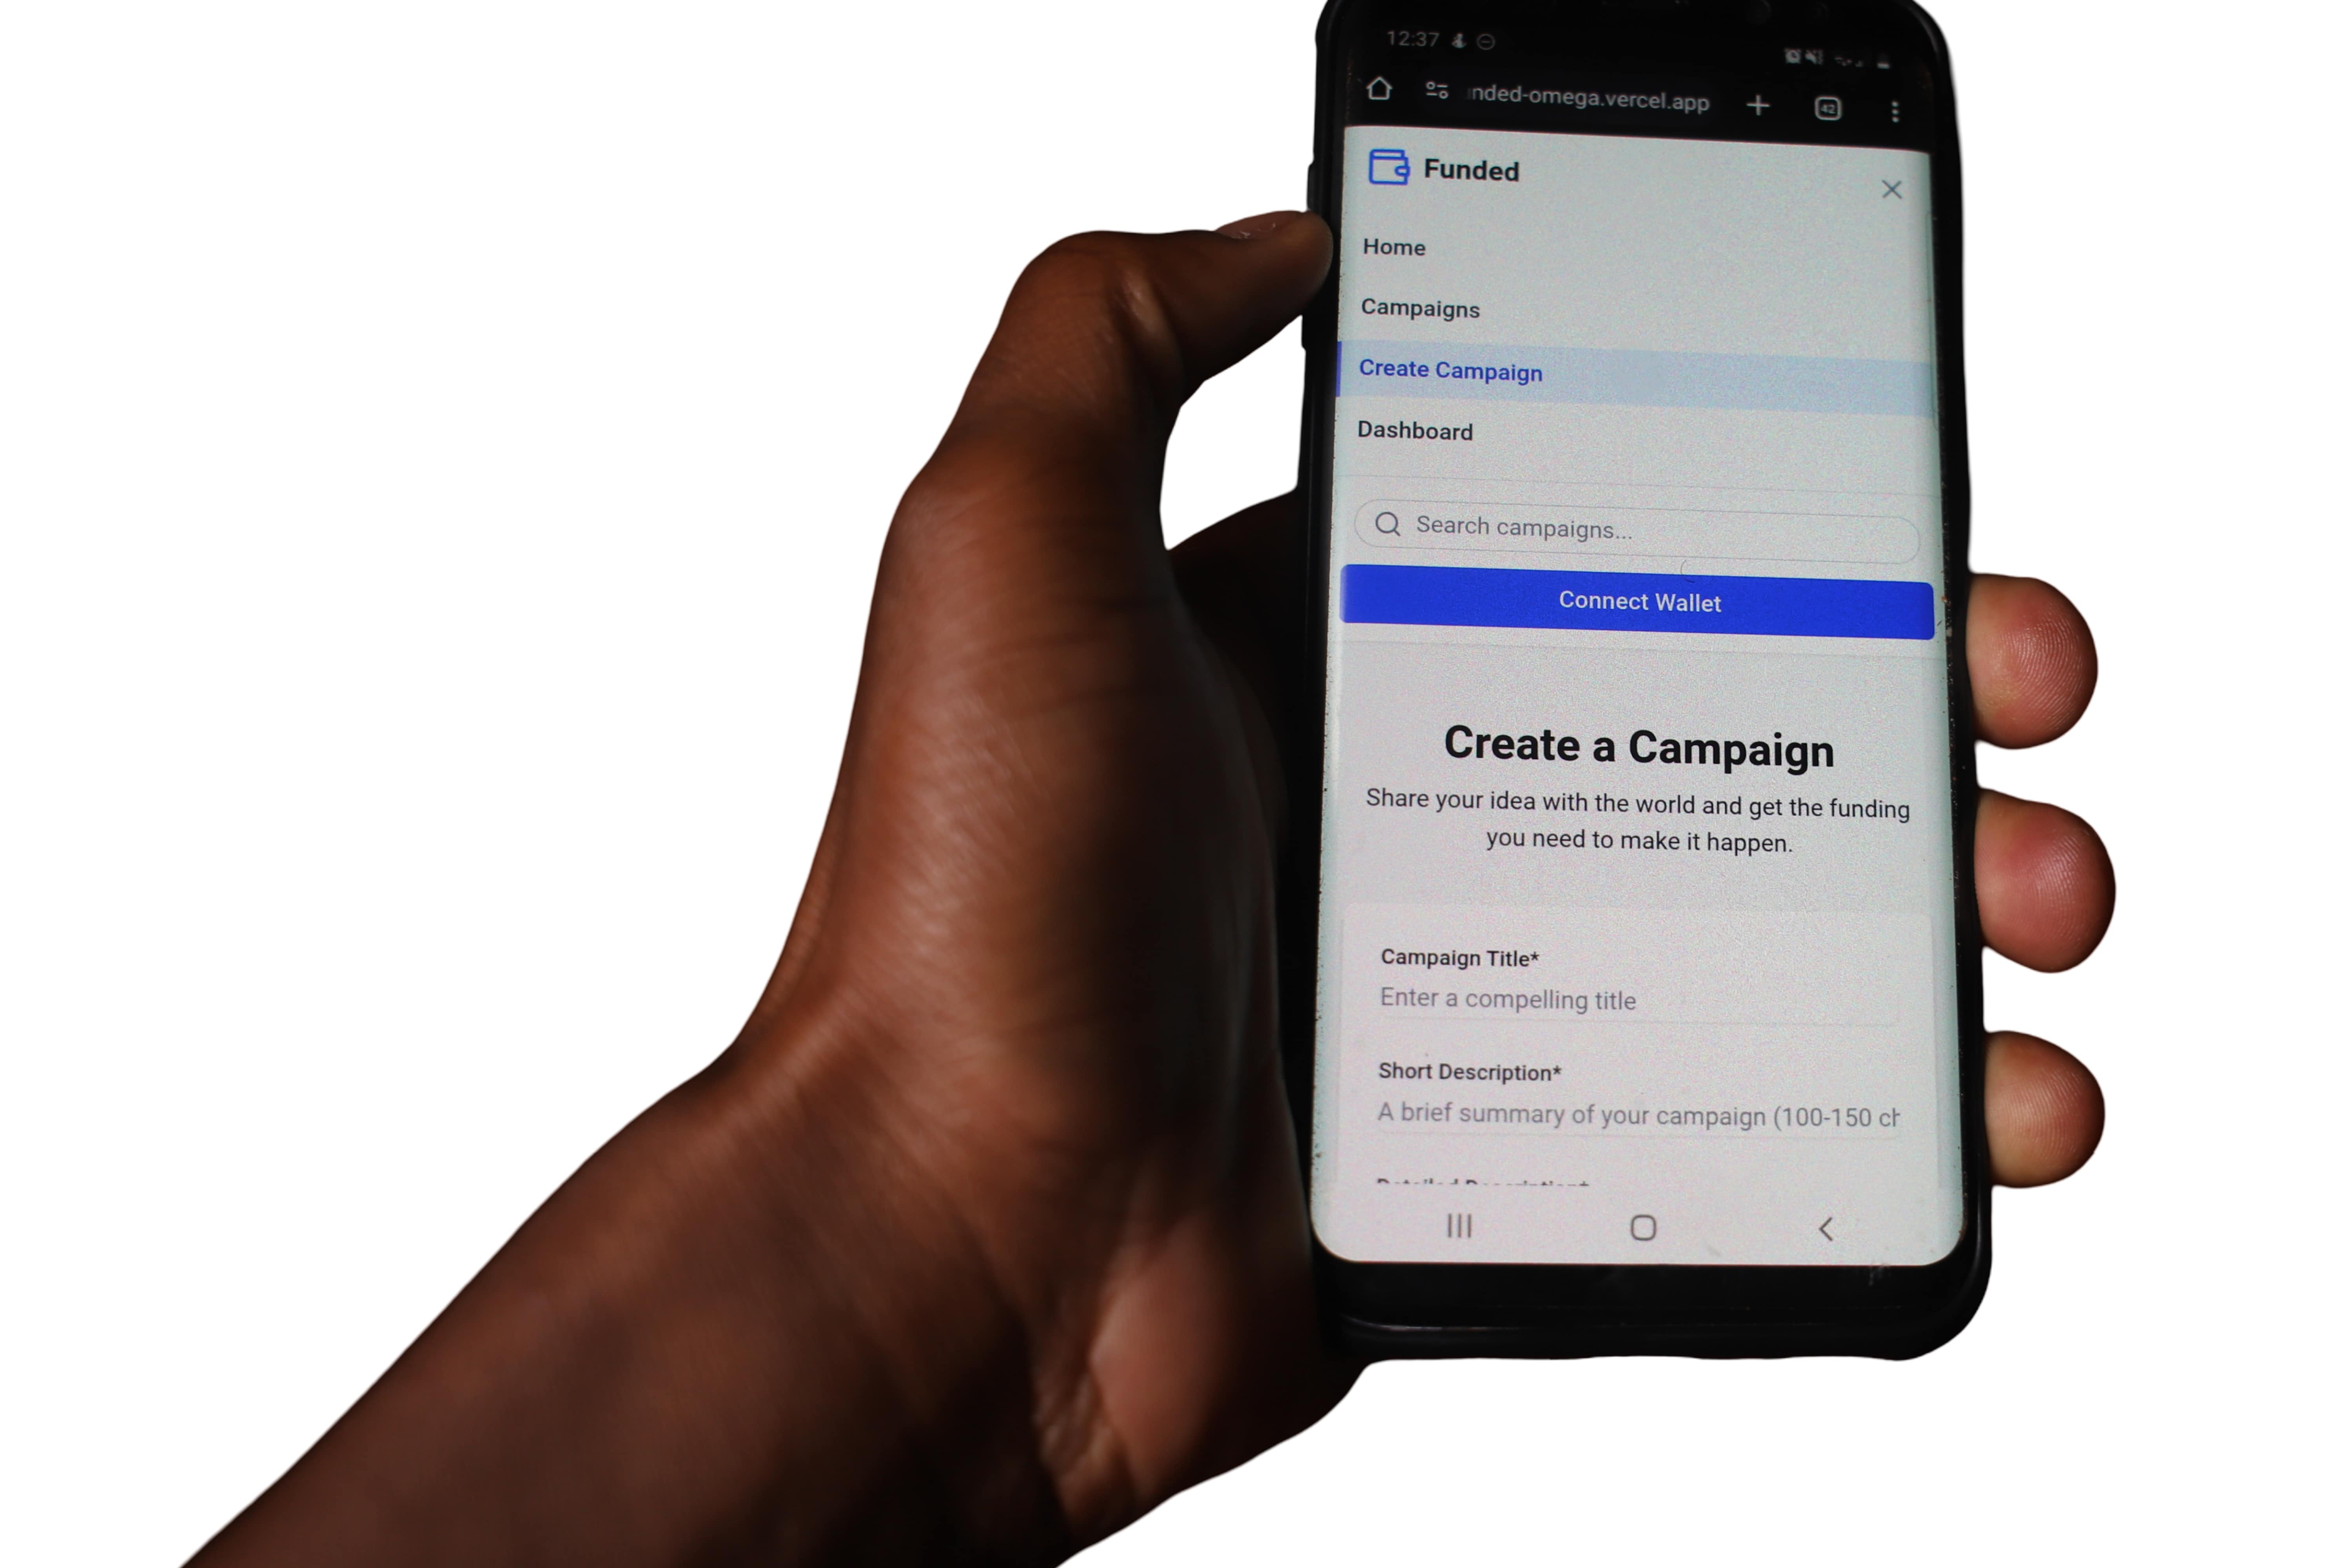 12:37
nded-omega.vercel.app
42
Funded
Home
Campaigns
Create Campaign
Dashboard
Search campaigns...
Connect Wallet
Create a Campaign
Share your idea with the world and get the funding
you need to make it happen.
Campaign Title*
Enter a compelling title
Short Description*
A brief summary of your campaign (100-150 ch